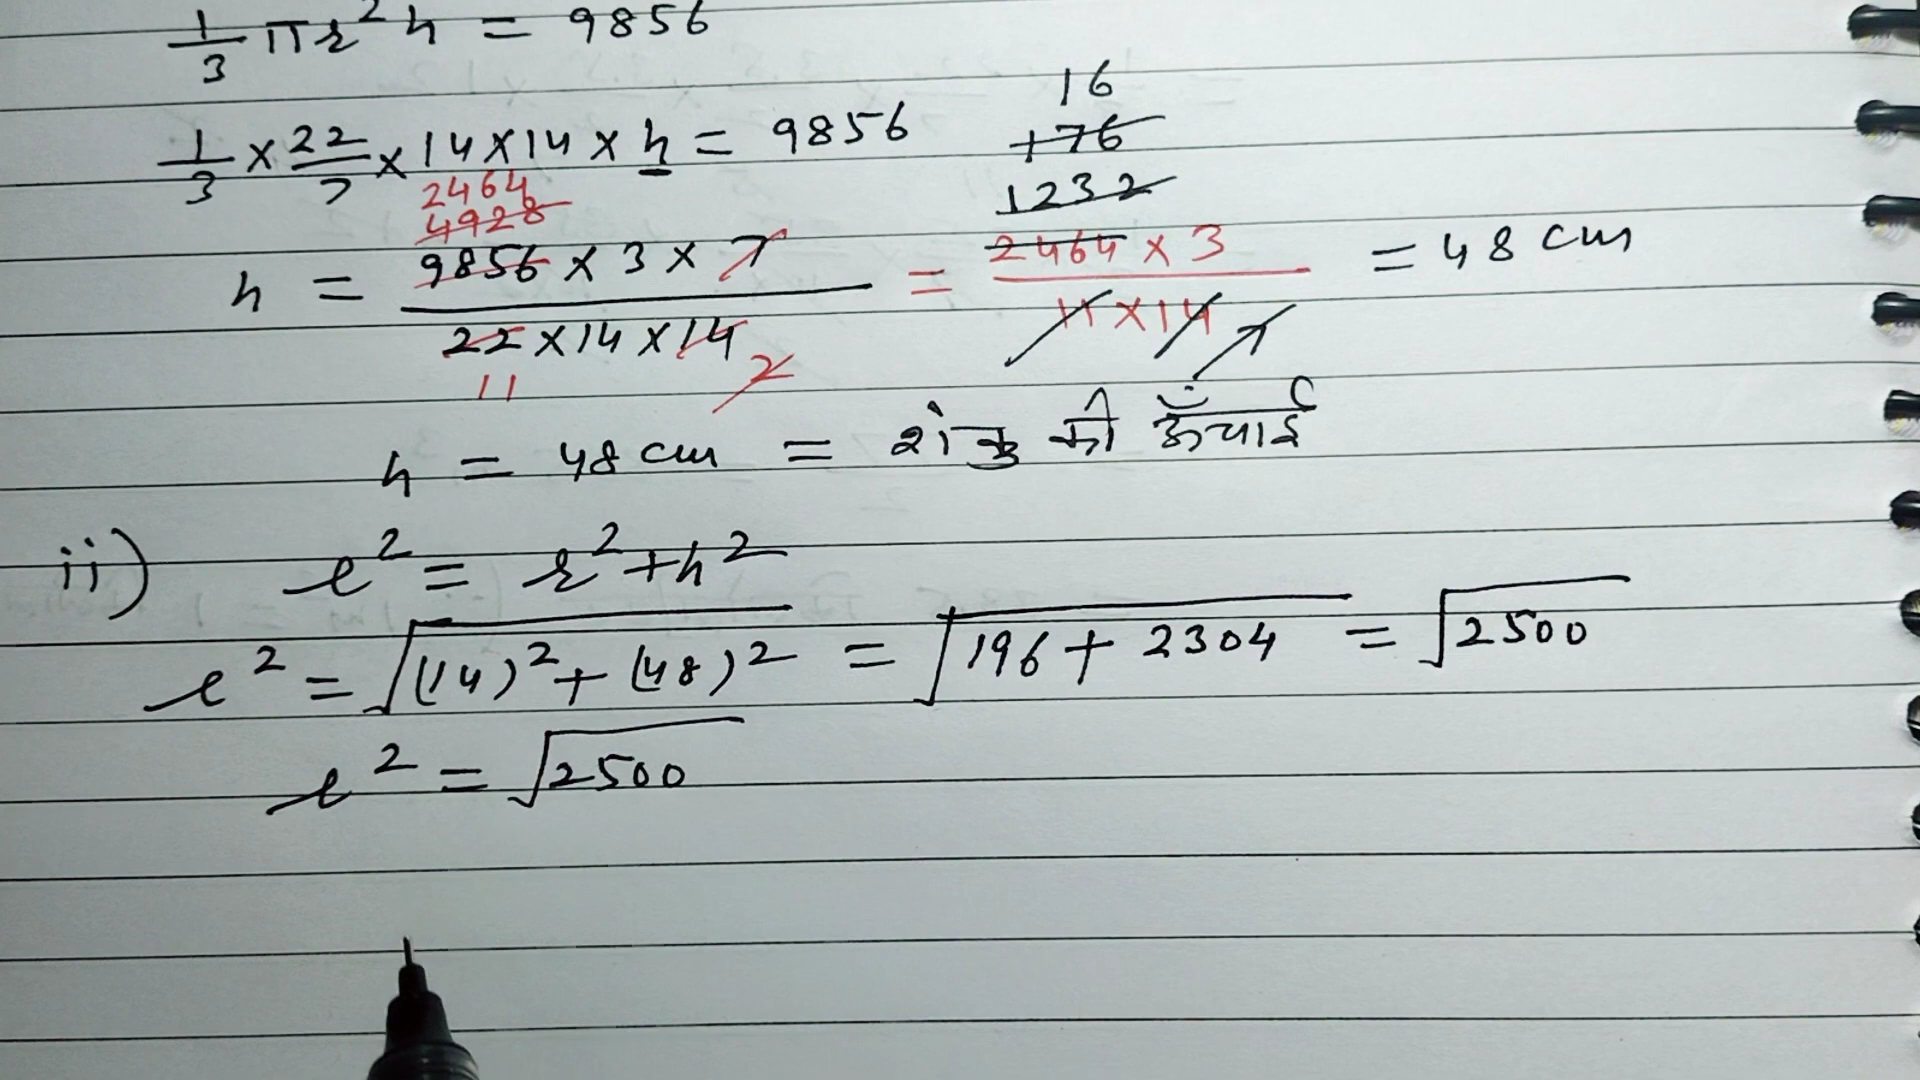 1/3 πr²h = 9856
1/3 × 22/7 × 14×14 × h = 9856
16
176
1232
2464
4928
h = 9856 × 3 × 7 / 22 × 14 × 14 = 2464 × 3 / 11 × 14 = 48 cm
11 2 7
h = 48 cm = शंकु की ऊँचाई
ii) l² = r² + h²
l² = √(14)² + (48)² = √196 + 2304 = √2500
l² = √2500